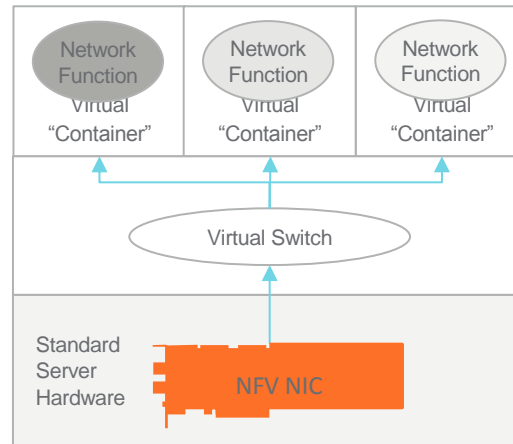 Network
Function
Virtual
“Container”
Network
Function
Virtual
“Container”
Network
Function
Virtual
“Container”
Virtual Switch
Standard
Server
Hardware
NFV NIC